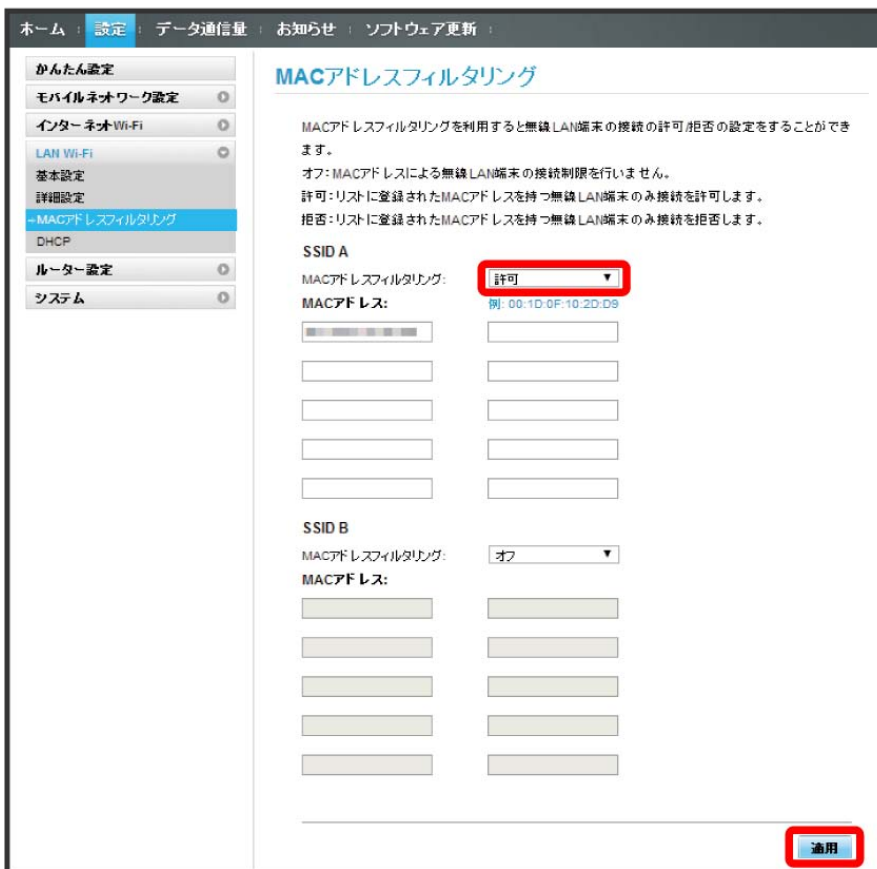 ホーム 設定 データ通信量 お知らせ ソフトウェア更新
かんたん設定
モバイルネットワーク設定
インターネットWi-Fi
LAN Wi-Fi
基本設定
詳細設定
MACアドレスフィルタリング
DHCP
ルーター設定
システム
MACアドレスフィルタリング
MACアドレスフィルタリングを利用すると無線LAN端末の接続の許可/拒否の設定をすることができ
ます。
オフ:MACアドレスによる無線LAN端末の接続制限を行いません。
許可:リストに登録されたMACアドレスを持つ無線LAN端末のみ接続を許可します。
拒否:リストに登録されたMACアドレスを持つ無線LAN端末のみ接続を拒否します。
SSID A
MACアドレスフィルタリング: 許可
MACアドレス: 例: 00:1D:0F:10:2D:D9
SSID B
MACアドレスフィルタリング: オフ
MACアドレス:
適用